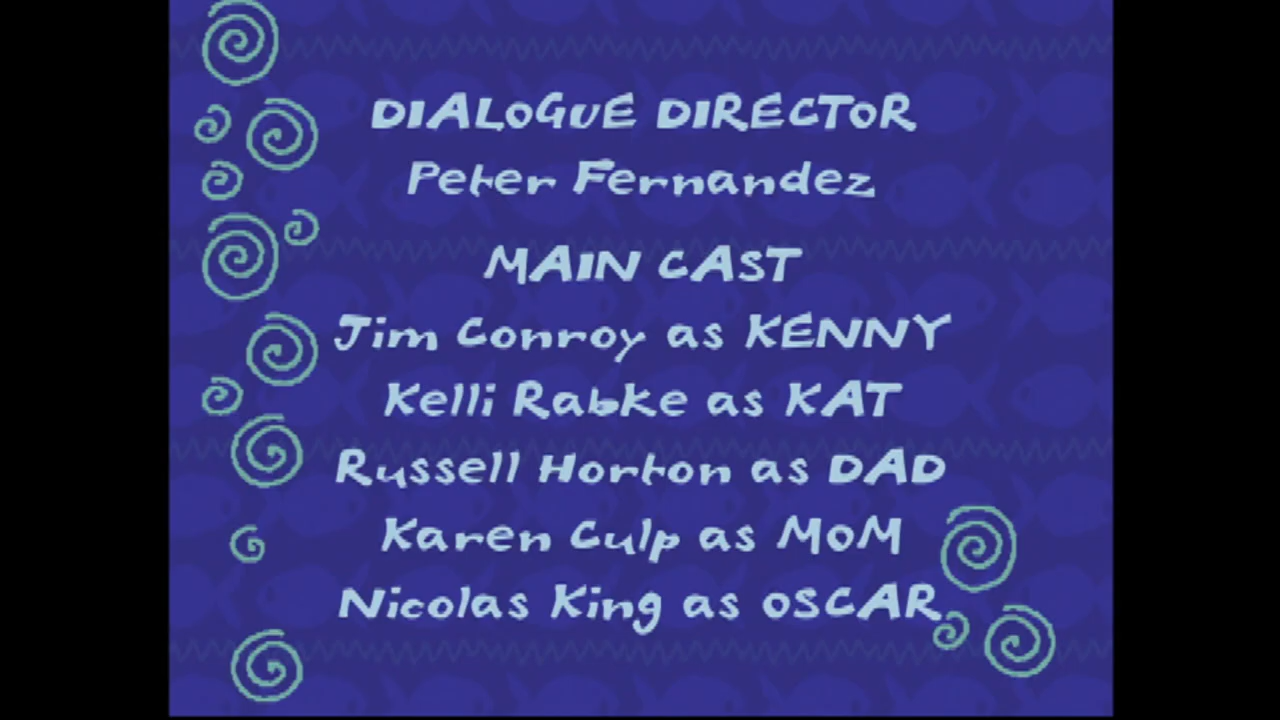 DIALOGUE DIRECTOR
Peter Fernandez
MAIN CAST
Jim Conroy as KENNY
Kelli Rabke as KAT
Russell Horton as DAD
Karen Culp as MOM
Nicolas King as OSCAR